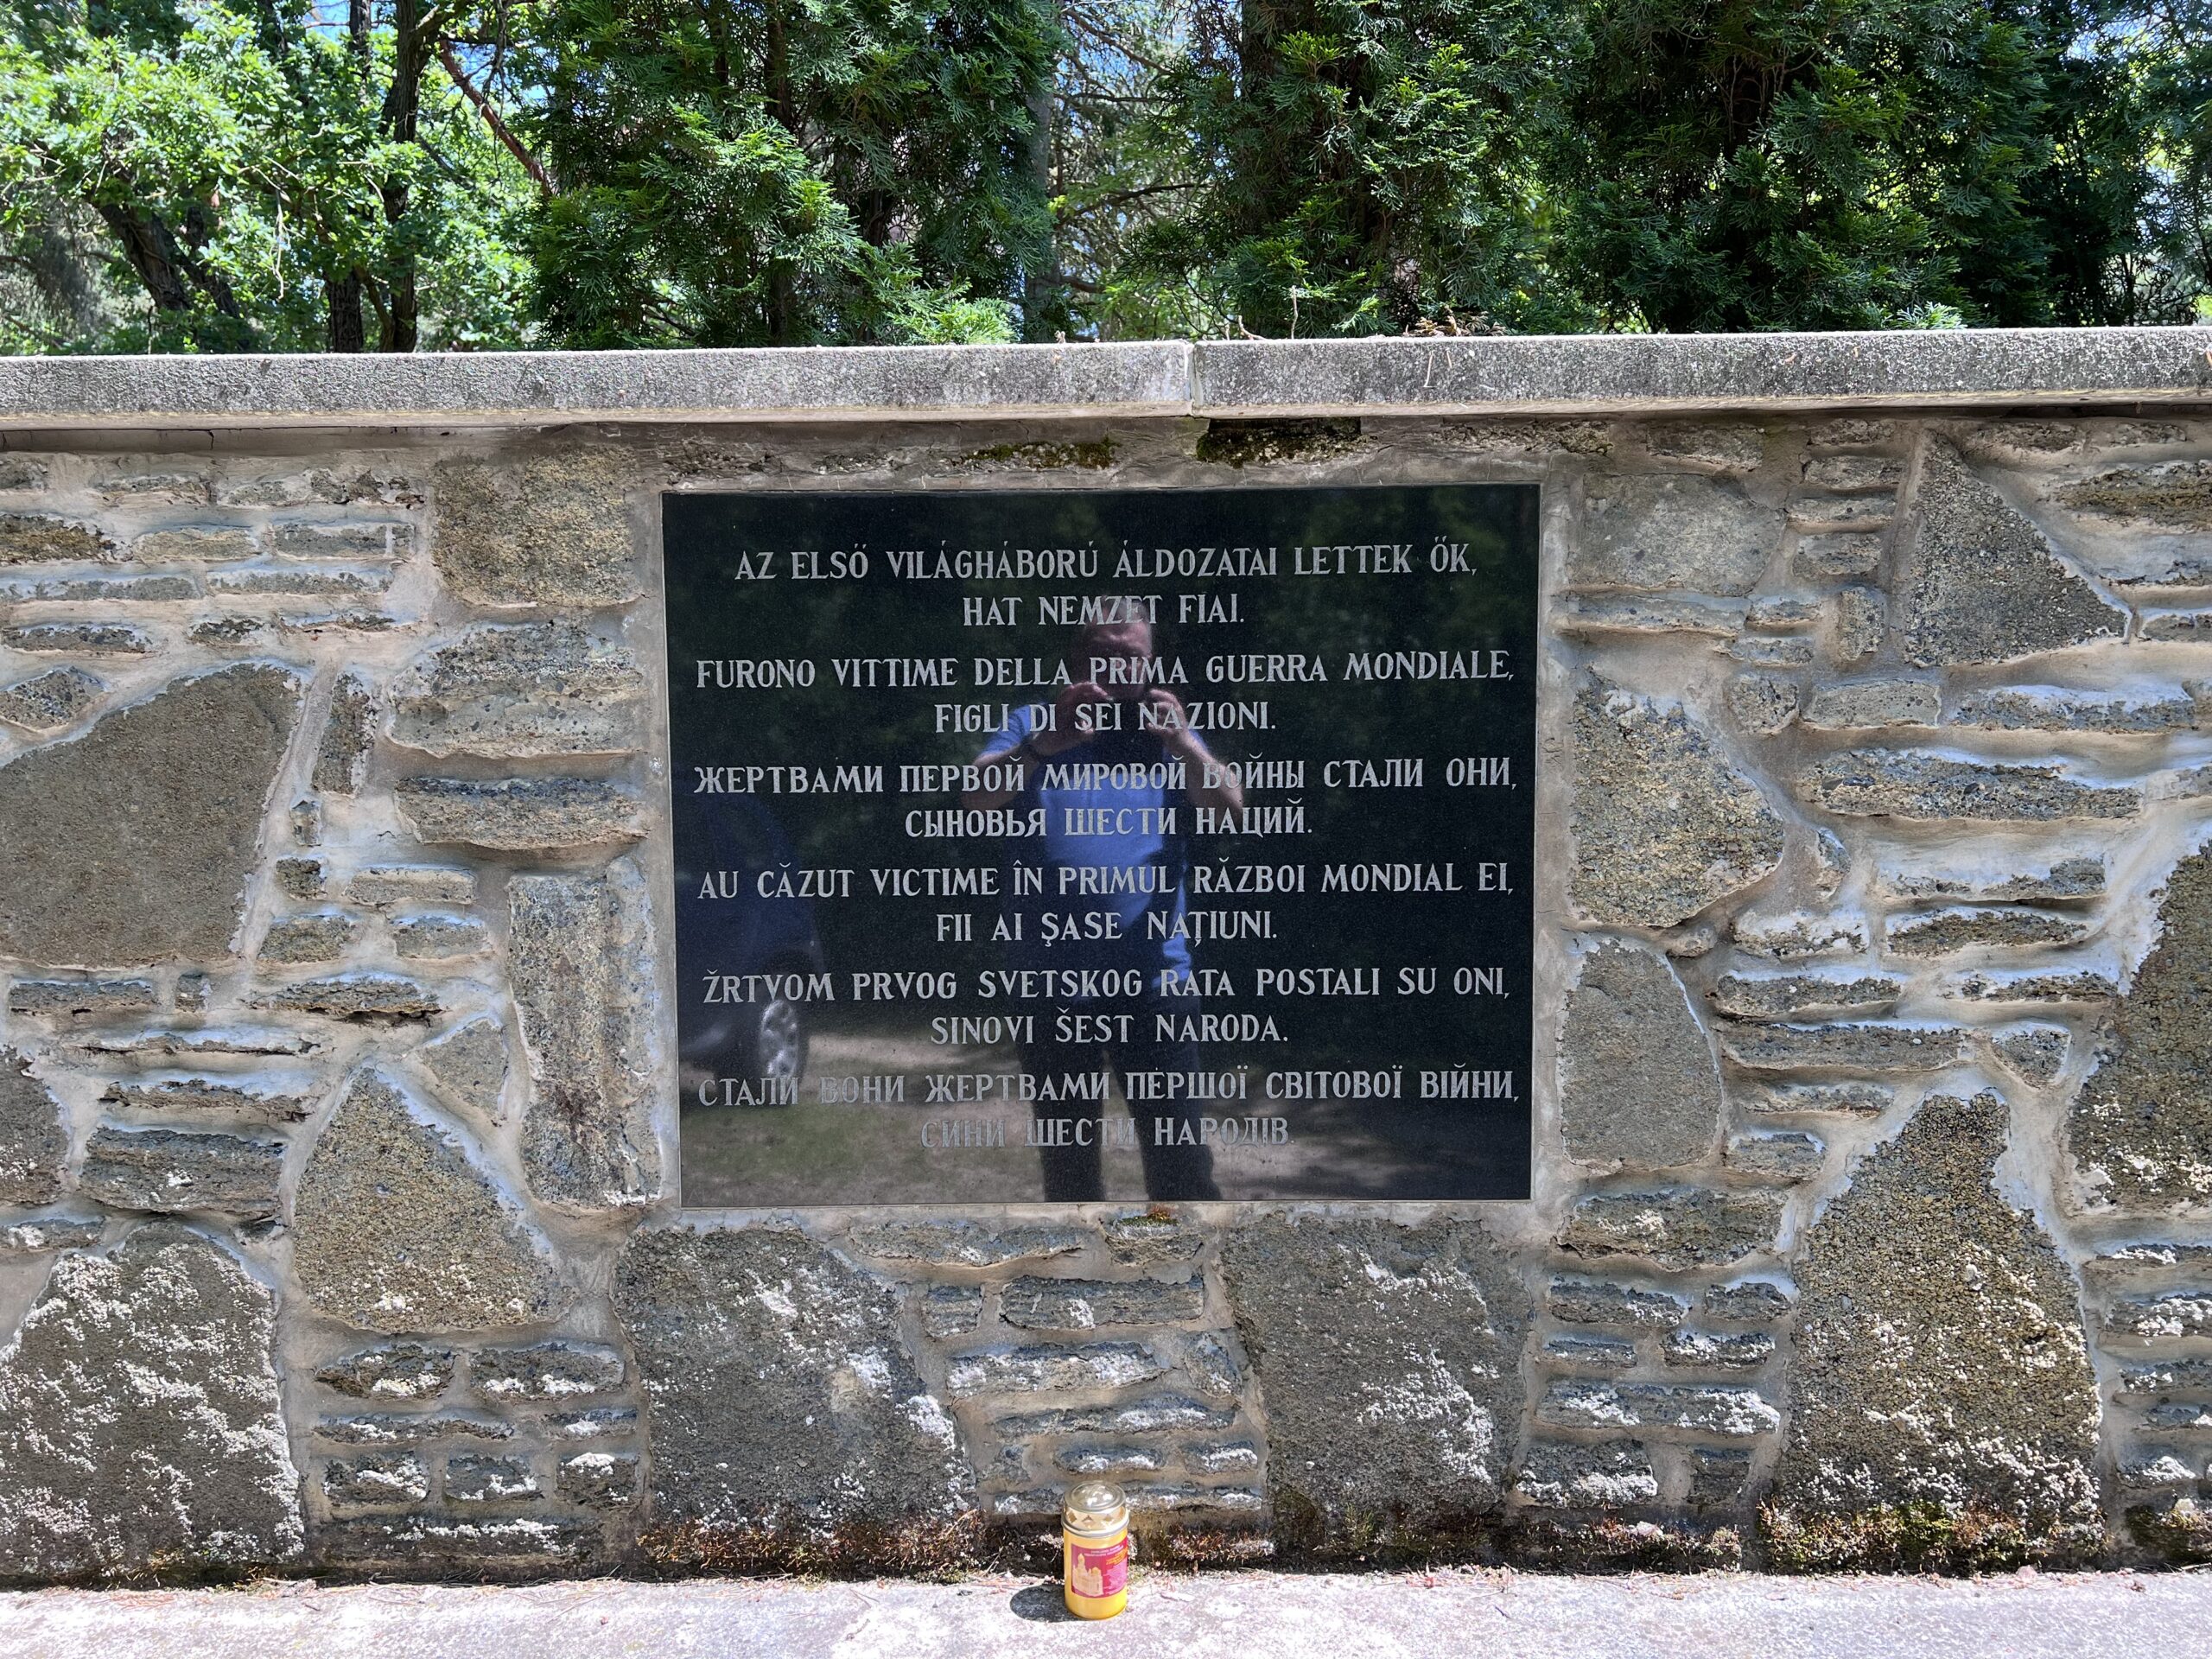 AZ ELSŐ VILÁGHÁBORÚ ÁLDOZATAI LETTEK ŐK,
HAT NEMZET FIAI.
FURONO VITTIME DELLA PRIMA GUERRA MONDIALE,
FIGLI DI SEI NAZIONI.
ЖЕРТВАМИ ПЕРВОЙ МИРОВОЙ ВОЙНЫ СТАЛИ ОНИ,
СЫНОВЬЯ ШЕСТИ НАЦИЙ.
AU CĂZUT VICTIME ÎN PRIMUL RĂZBOI MONDIAL EI,
FII AI ŞASE NAŢIUNI.
ŽRTVOM PRVOG SVETSKOG RATA POSTALI SU ONI,
SINOVI ŠEST NARODA.
СТАЛИ ВОНИ ЖЕРТВАМИ ПЕРШОЇ СВІТОВОЇ ВІЙНИ,
СИНИ ШЕСТИ НАРОДІВ.